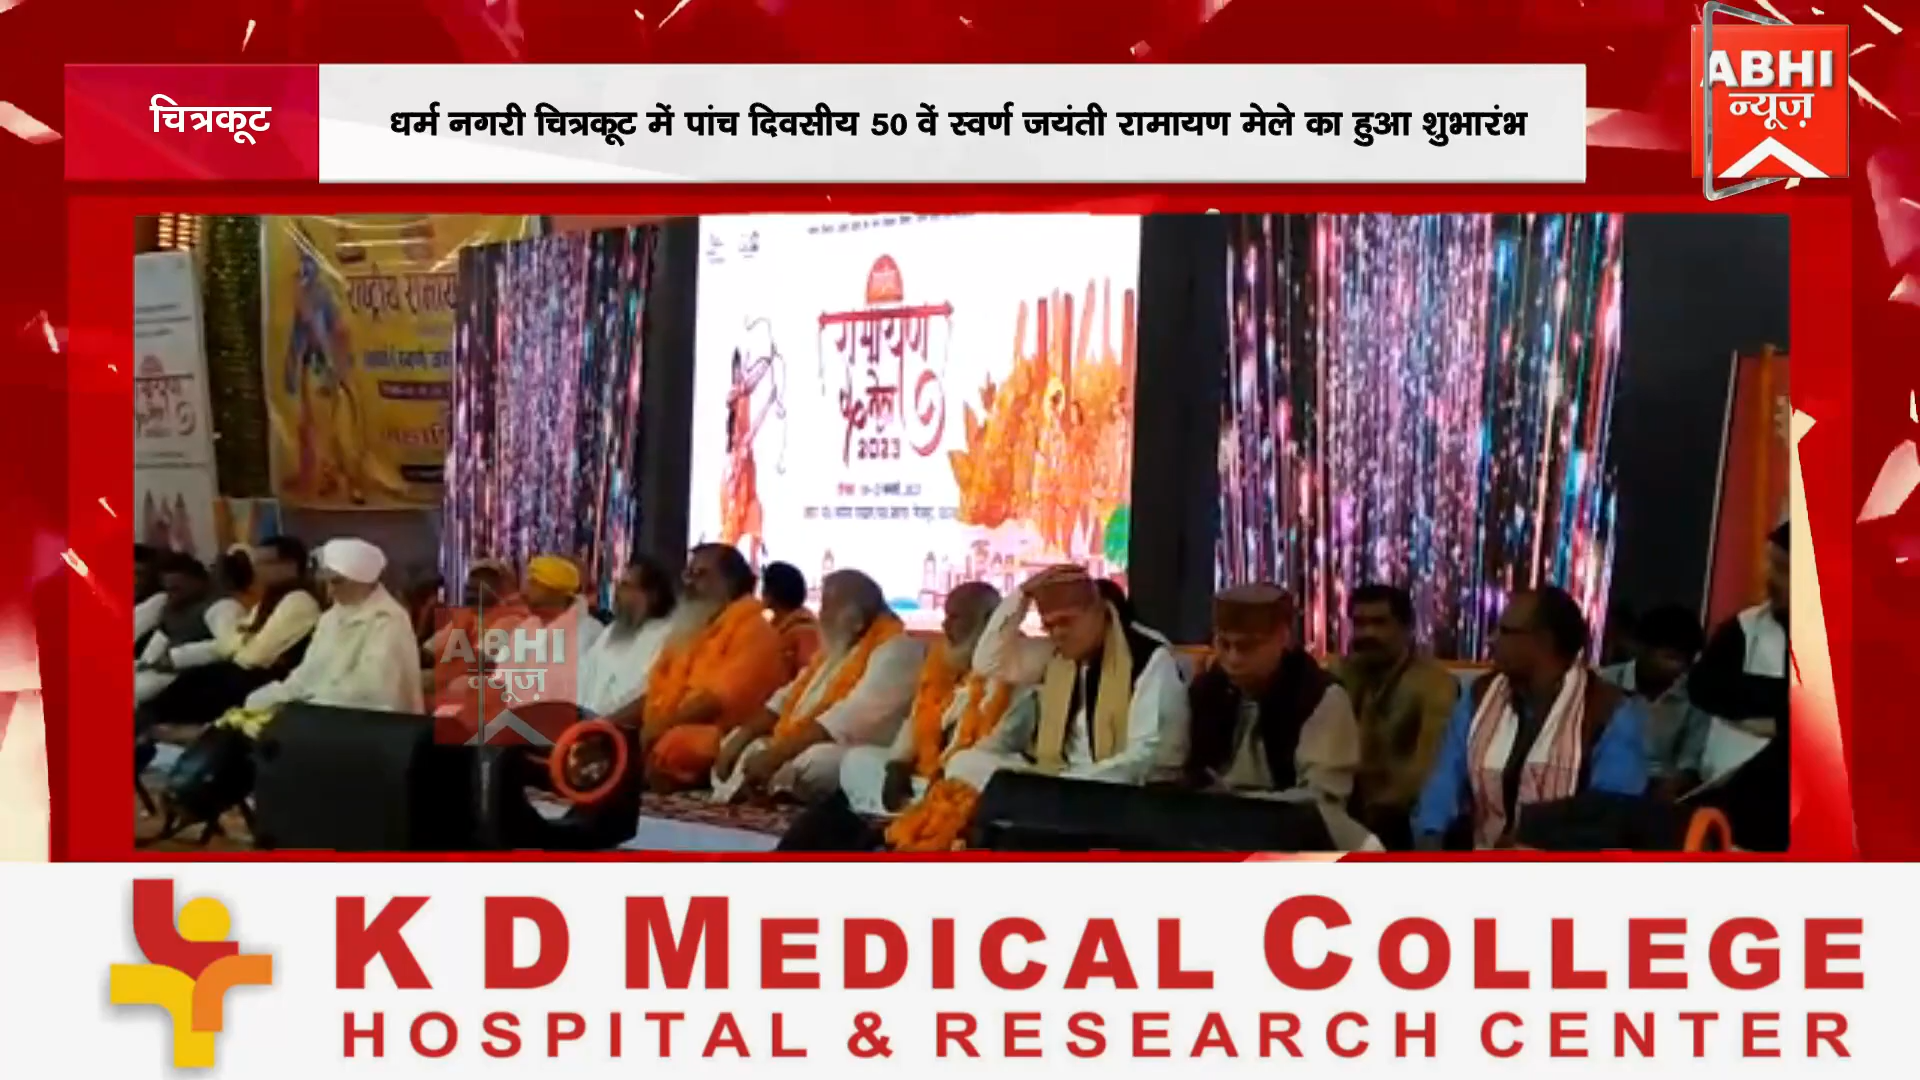 ABHI
न्यूज़
चित्रकूट
धर्म नगरी चित्रकूट में पांच दिवसीय 50 वें स्वर्ण जयंती रामायण मेले का हुआ शुभारंभ
राष्ट्रीय
रामायण
मेला
2023
ABHI
न्यूज़
K D MEDICAL COLLEGE
HOSPITAL & RESEARCH CENTER